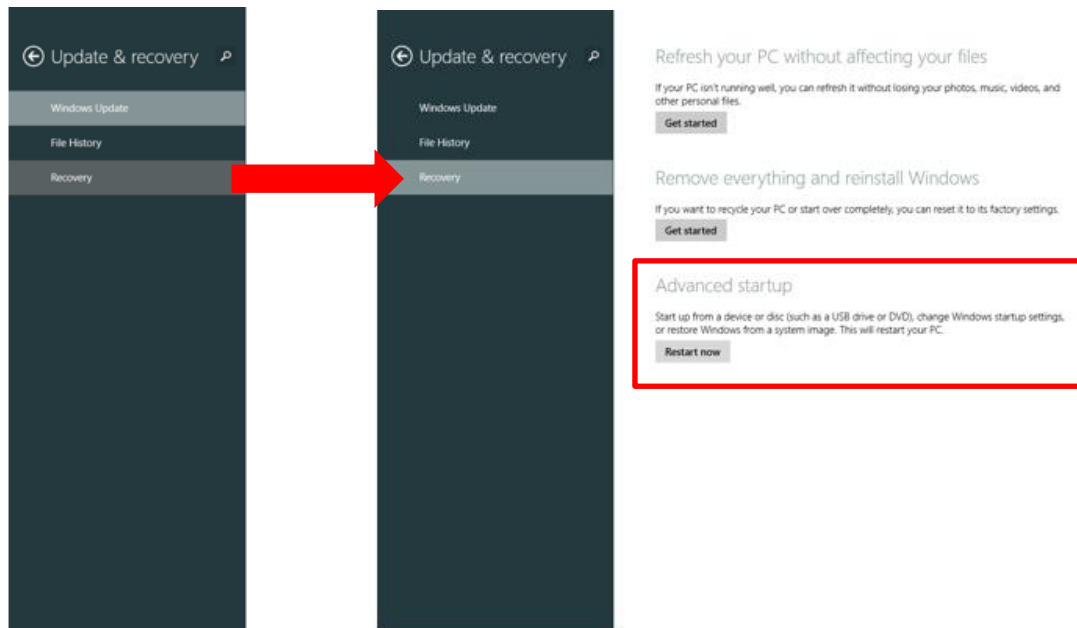 Update & recovery
Windows Update
File History
Recovery
Update & recovery
Windows Update
File History
Recovery
Refresh your PC without affecting your files
If your PC isn't running well, you can refresh it without losing your photos, music, videos, and
other personal files.
Get started
Remove everything and reinstall Windows
If you want to recycle your PC or start over completely, you can reset it to its factory settings.
Get started
Advanced startup
Start up from a device or disc (such as a USB drive or DVD), change Windows startup settings,
or restore Windows from a system image. This will restart your PC.
Restart now